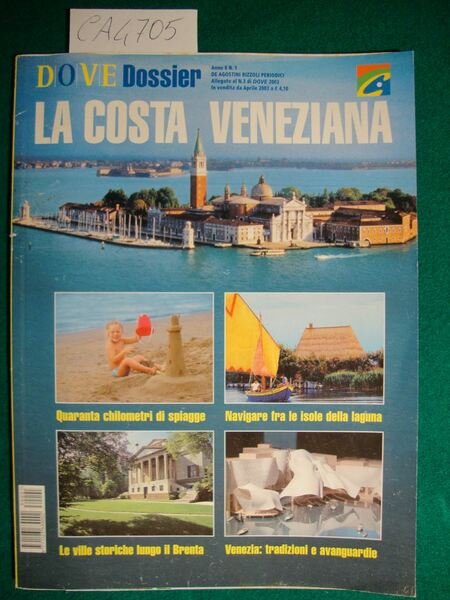 CA4705
DOVE Dossier
Anno 8 N. 1
DE AGOSTINI RIZZOLI PERIODICI
Allegato al N.3 di DOVE 2003
In vendita da Aprile 2003 a € 4,10
LA COSTA VENEZIANA
Quaranta chilometri di spiagge
Navigare fra le isole della laguna
Le ville storiche lungo il Brenta
Venezia: tradizioni e avanguardie